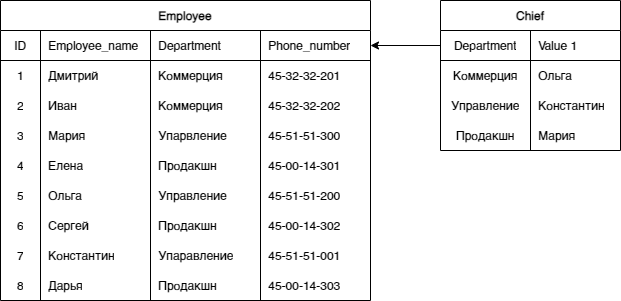 Employee
ID Employee_name Department Phone_number
1 Дмитрий Коммерция 45-32-32-201
2 Иван Коммерция 45-32-32-202
3 Мария Упарвление 45-51-51-300
4 Елена Продакшн 45-00-14-301
5 Ольга Управление 45-51-51-200
6 Сергей Продакшн 45-00-14-302
7 Константин Упаравление 45-51-51-001
8 Дарья Продакшн 45-00-14-303
Chief
Department Value 1
Коммерция Ольга
Управление Константин
Продакшн Мария